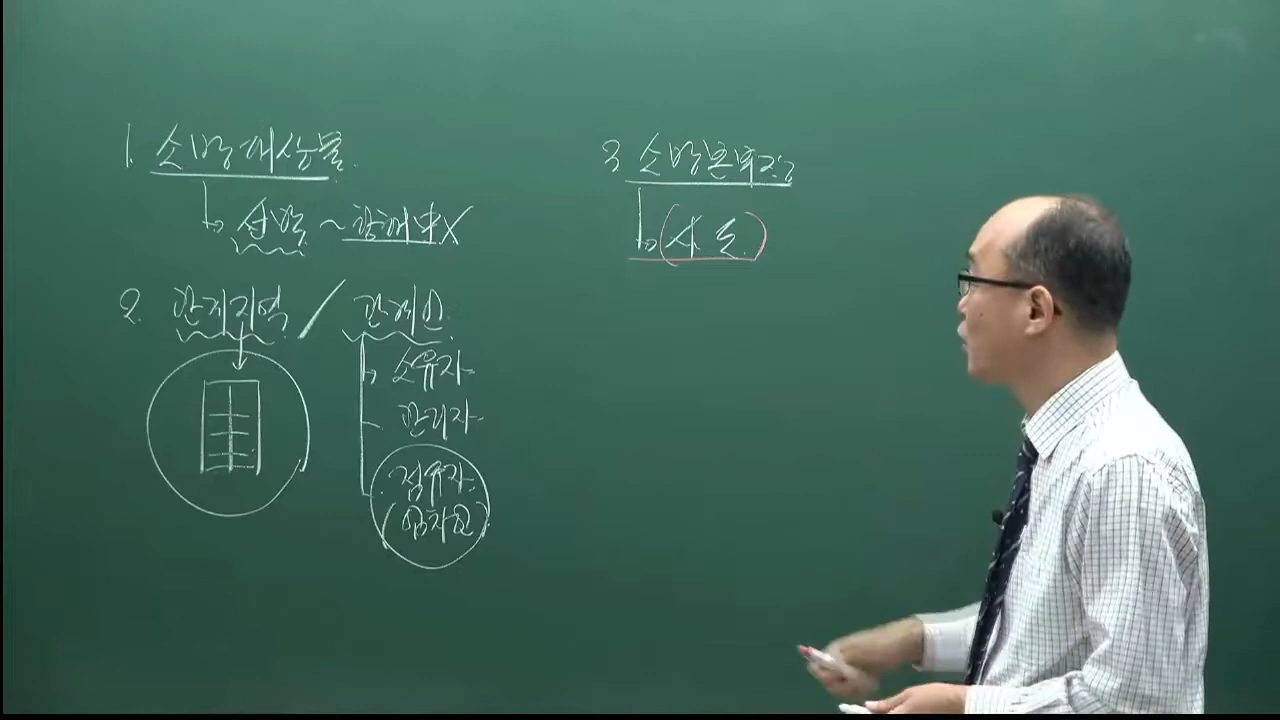 1. 소방대상물.
선박 ~ 항해中X
2. 관계지역 / 관계인.
소유자
관리자
점유자
(임차인)
3. 소방본부장
(시·도)